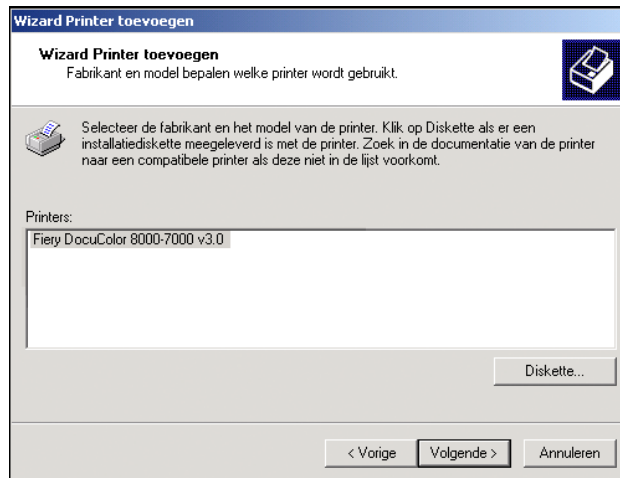 Wizard Printer toevoegen
Wizard Printer toevoegen
Fabrikant en model bepalen welke printer wordt gebruikt.
Selecteer de fabrikant en het model van de printer. Klik op Diskette als er een
installatiediskette meegeleverd is met de printer. Zoek in de documentatie van de printer
naar een compatibele printer als deze niet in de lijst voorkomt.
Printers:
Fiery DocuColor 8000-7000 v3.0
Diskette...
< Vorige
Volgende >
Annuleren